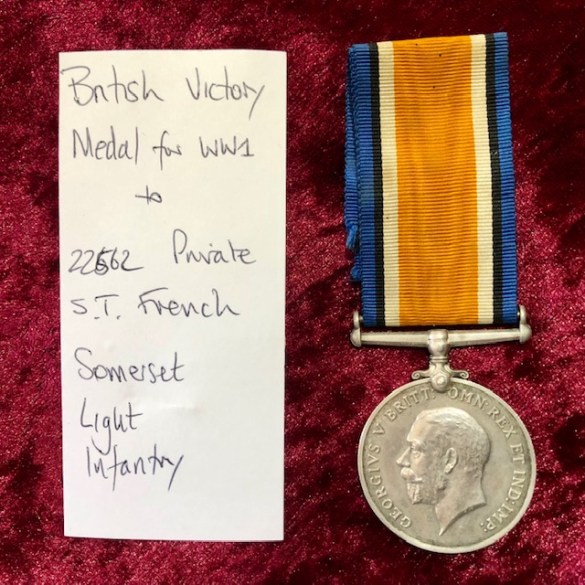 British Victory
Medal for WW1
to
22562 Private
S.T. French
Somerset
Light
Infantry
GEORGIVS V BRITT: OMN: REX ET IND: IMP: